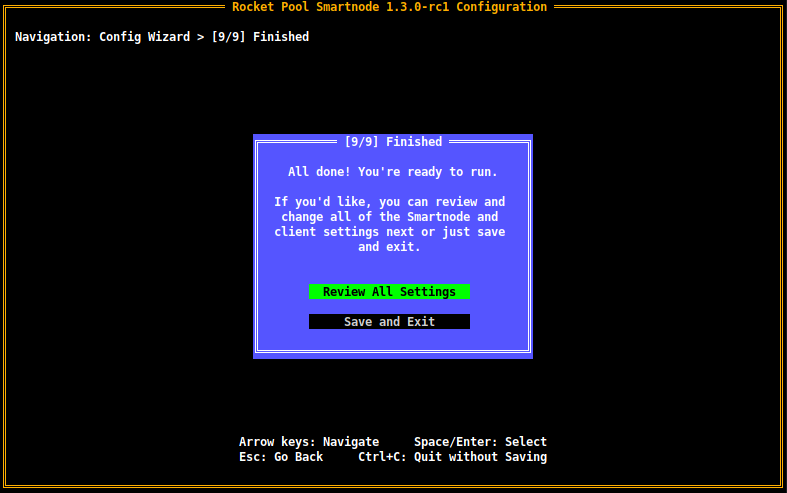 Rocket Pool Smartnode 1.3.0-rc1 Configuration
Navigation: Config Wizard > [9/9] Finished
[9/9] Finished
All done! You're ready to run.
If you'd like, you can review and
change all of the Smartnode and
client settings next or just save
and exit.
Review All Settings
Save and Exit
Arrow keys: Navigate     Space/Enter: Select
Esc: Go Back     Ctrl+C: Quit without Saving